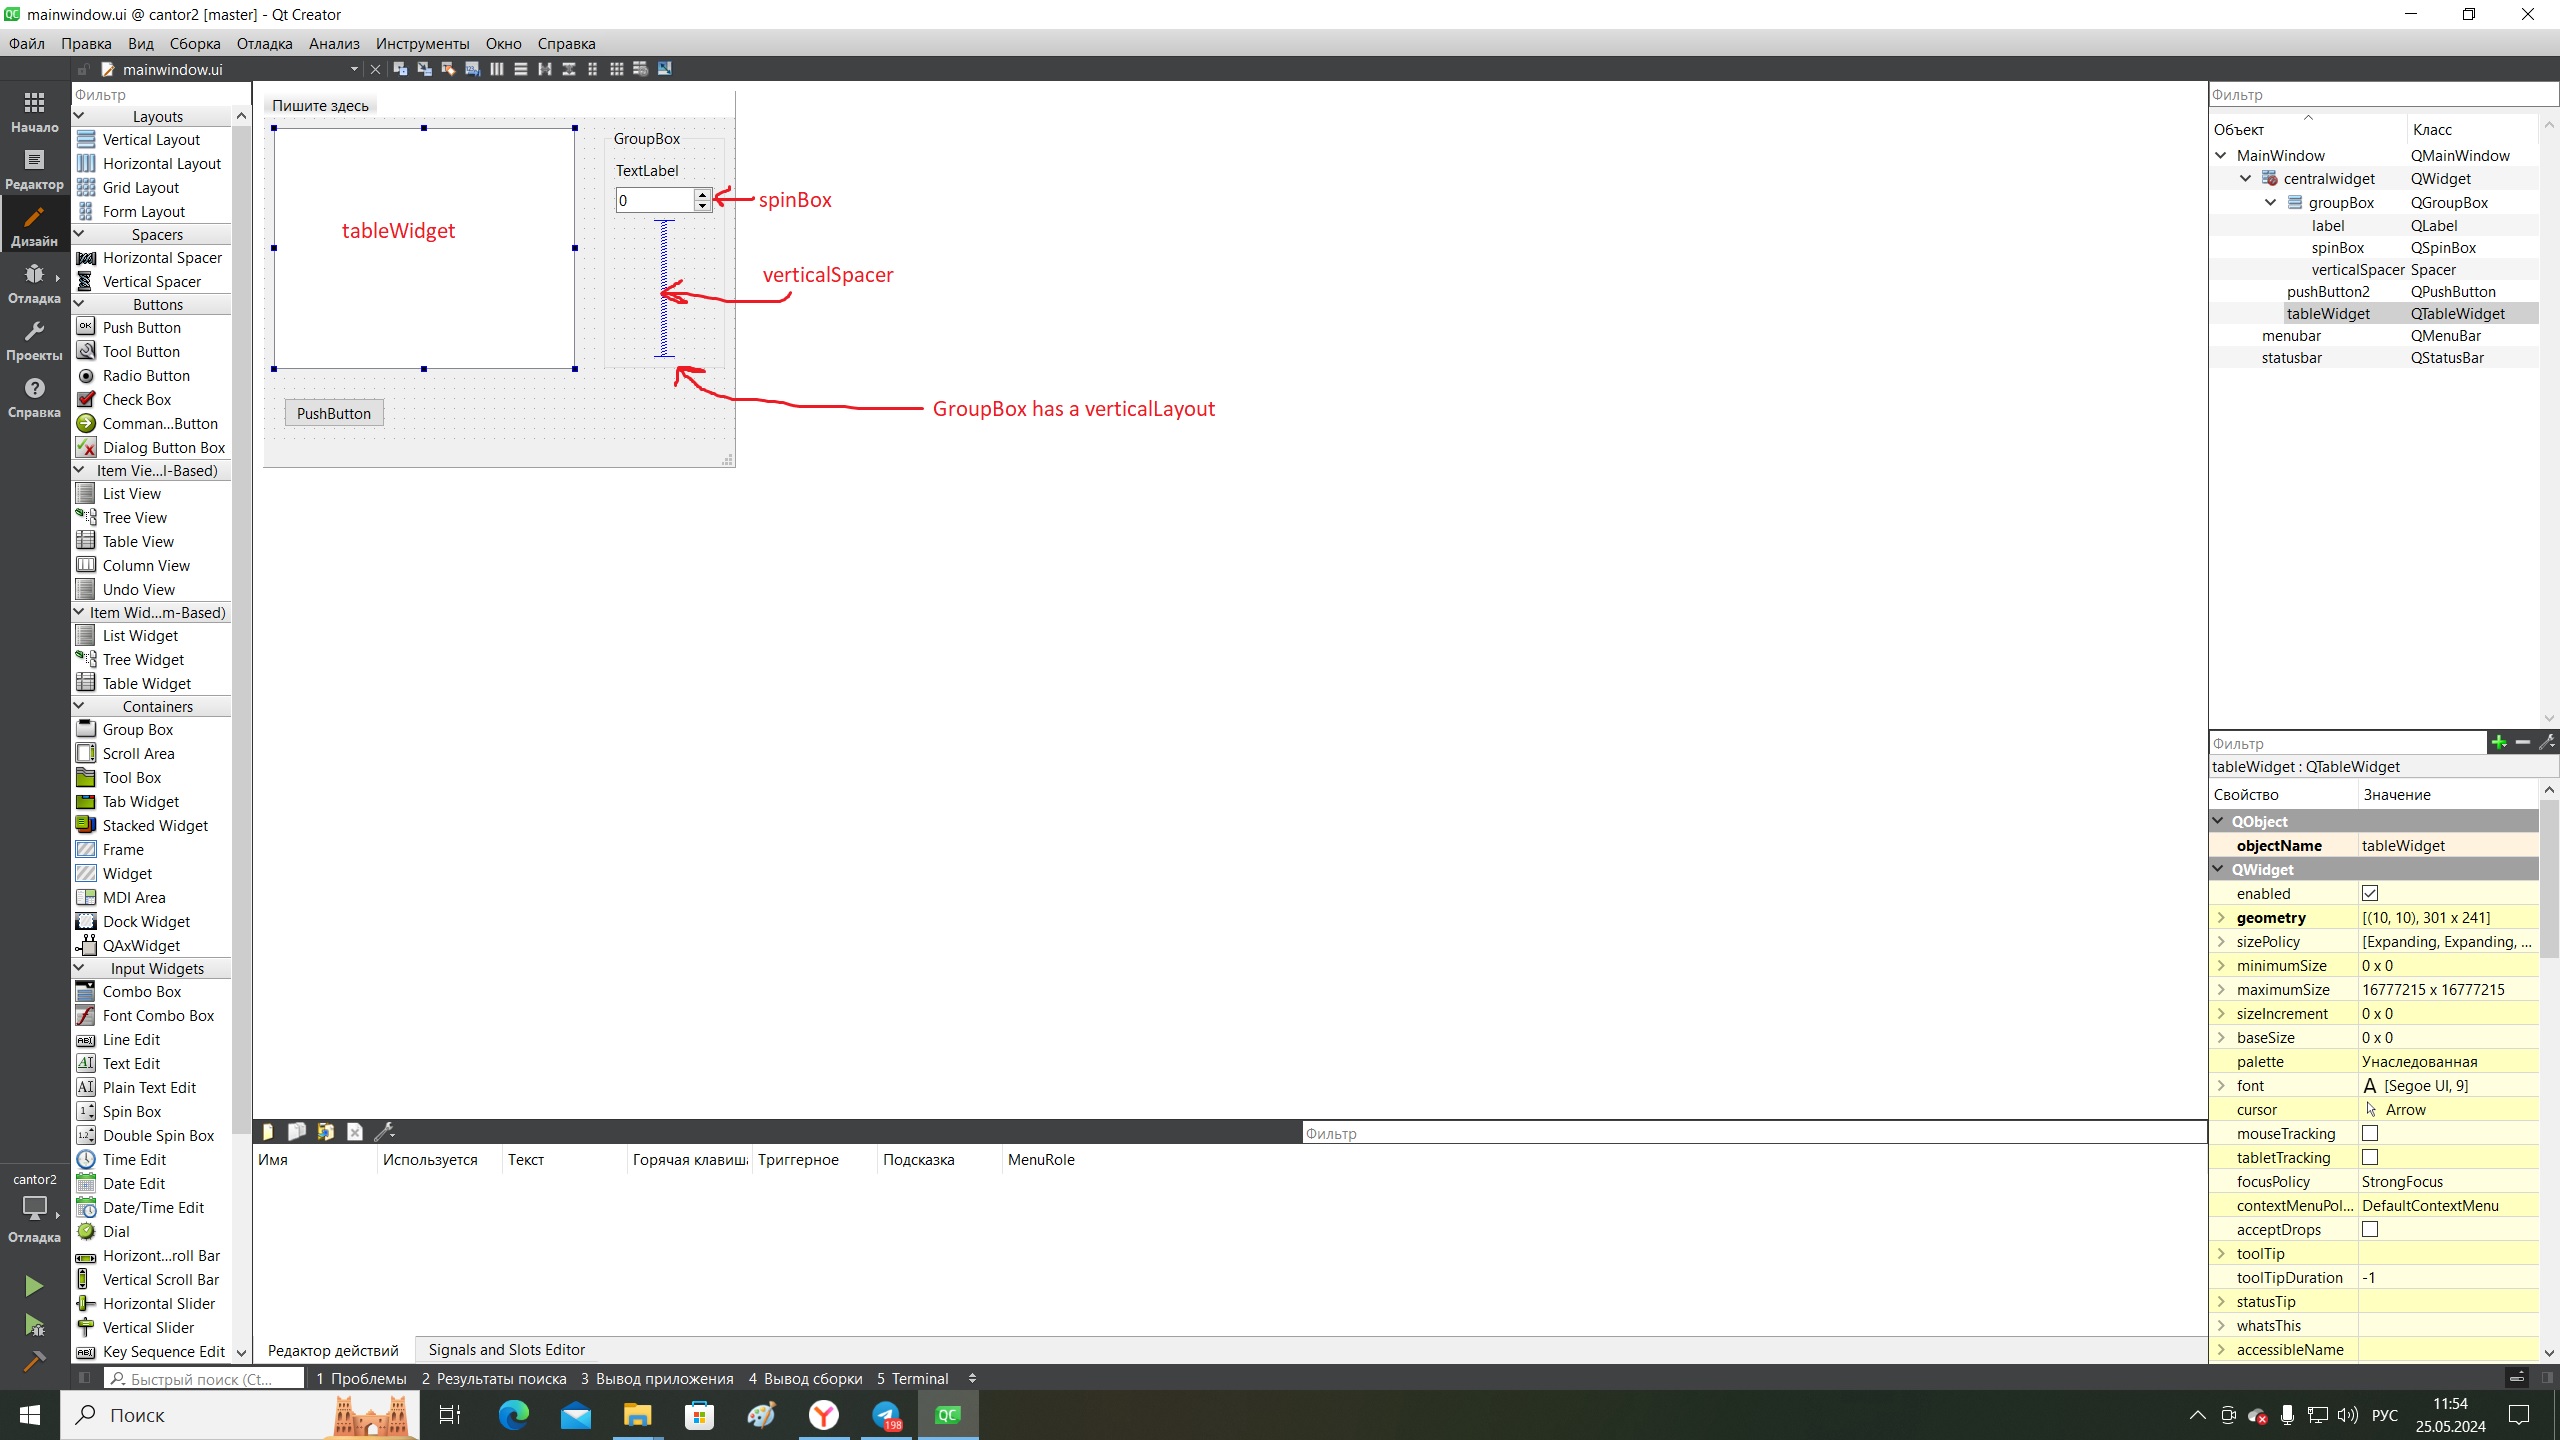 mainwindow.ui @ cantor2 [master] - Qt Creator
Файл Правка Вид Сборка Отладка Анализ Инструменты Окно Справка
mainwindow.ui
Начало
Редактор
Дизайн
Отладка
Проекты
Справка
cantor2
Отладка
Фильтр
Layouts
Vertical Layout
Horizontal Layout
Grid Layout
Form Layout
Spacers
Horizontal Spacer
Vertical Spacer
Buttons
Push Button
Tool Button
Radio Button
Check Box
Comman...Button
Dialog Button Box
Item Vie...l-Based)
List View
Tree View
Table View
Column View
Undo View
Item Wid...m-Based)
List Widget
Tree Widget
Table Widget
Containers
Group Box
Scroll Area
Tool Box
Tab Widget
Stacked Widget
Frame
Widget
MDI Area
Dock Widget
QAxWidget
Input Widgets
Combo Box
Font Combo Box
Line Edit
Text Edit
Plain Text Edit
Spin Box
Double Spin Box
Time Edit
Date Edit
Date/Time Edit
Dial
Horizont...roll Bar
Vertical Scroll Bar
Horizontal Slider
Vertical Slider
Key Sequence Edit
Пишите здесь
GroupBox
TextLabel
0
spinBox
tableWidget
verticalSpacer
GroupBox has a verticalLayout
PushButton
Фильтр
Имя Используется Текст Горячая клавиш Триггерное Подсказка MenuRole
Редактор действий Signals and Slots Editor
Фильтр
Объект Класс
MainWindow QMainWindow
centralwidget QWidget
groupBox QGroupBox
label QLabel
spinBox QSpinBox
verticalSpacer Spacer
pushButton2 QPushButton
tableWidget QTableWidget
menubar QMenuBar
statusbar QStatusBar
Фильтр
tableWidget : QTableWidget
Свойство Значение
QObject
objectName tableWidget
QWidget
enabled
geometry [(10, 10), 301 x 241]
sizePolicy [Expanding, Expanding, ...
minimumSize 0 x 0
maximumSize 16777215 x 16777215
sizeIncrement 0 x 0
baseSize 0 x 0
palette Унаследованная
font A [Segoe UI, 9]
cursor Arrow
mouseTracking
tabletTracking
focusPolicy StrongFocus
contextMenuPol... DefaultContextMenu
acceptDrops
toolTip
toolTipDuration -1
statusTip
whatsThis
accessibleName
Быстрый поиск (Ct... 1 Проблемы 2 Результаты поиска 3 Вывод приложения 4 Вывод сборки 5 Terminal
Поиск
198
QC
РУС
11:54
25.05.2024